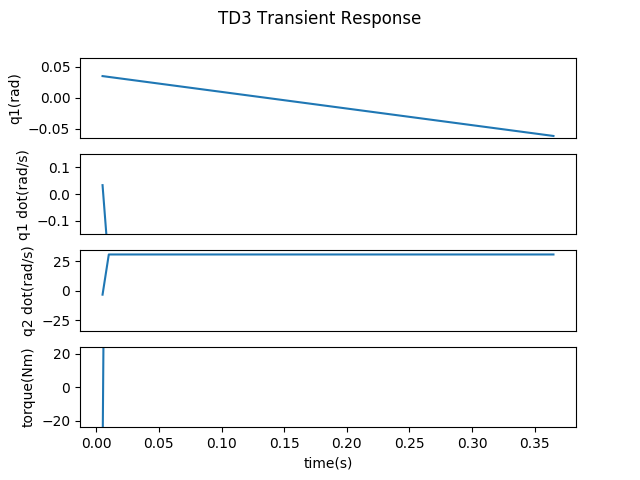 TD3 Transient Response
0.05
0.00
−0.05
q1(rad)
0.1
0.0
−0.1
q1 dot(rad/s)
25
0
−25
q2 dot(rad/s)
20
0
−20
torque(Nm)
0.00 0.05 0.10 0.15 0.20 0.25 0.30 0.35
time(s)